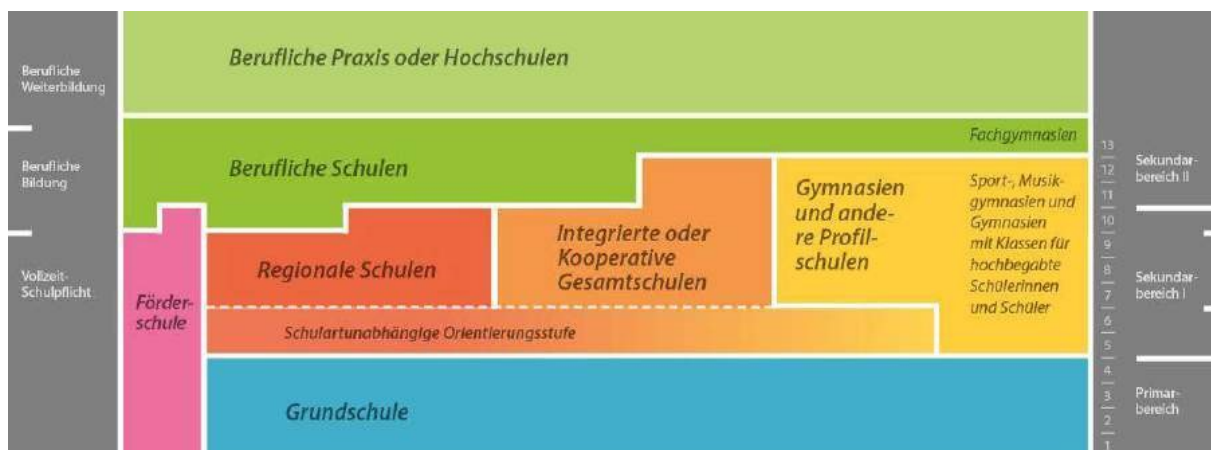 Berufliche Praxis oder Hochschulen
Berufliche
Weiterbildung
Fachgymnasien
Berufliche
Bildung
Berufliche Schulen
Gymnasien
und ande-
re Profil-
schulen
Sport-, Musik-
gymnasien und
Gymnasien
mit Klassen für
hochbegabte
Schülerinnen
und Schüler
Integrierte oder
Kooperative
Gesamtschulen
Regionale Schulen
Vollzeit-
Schulpflicht
Förder-
schule
Schulartunabhängige Orientierungsstufe
Grundschule
13
12
11
10
9
8
7
6
5
4
3
2
1
Sekundar-
bereich II
Sekundar-
bereich I
Primar-
bereich